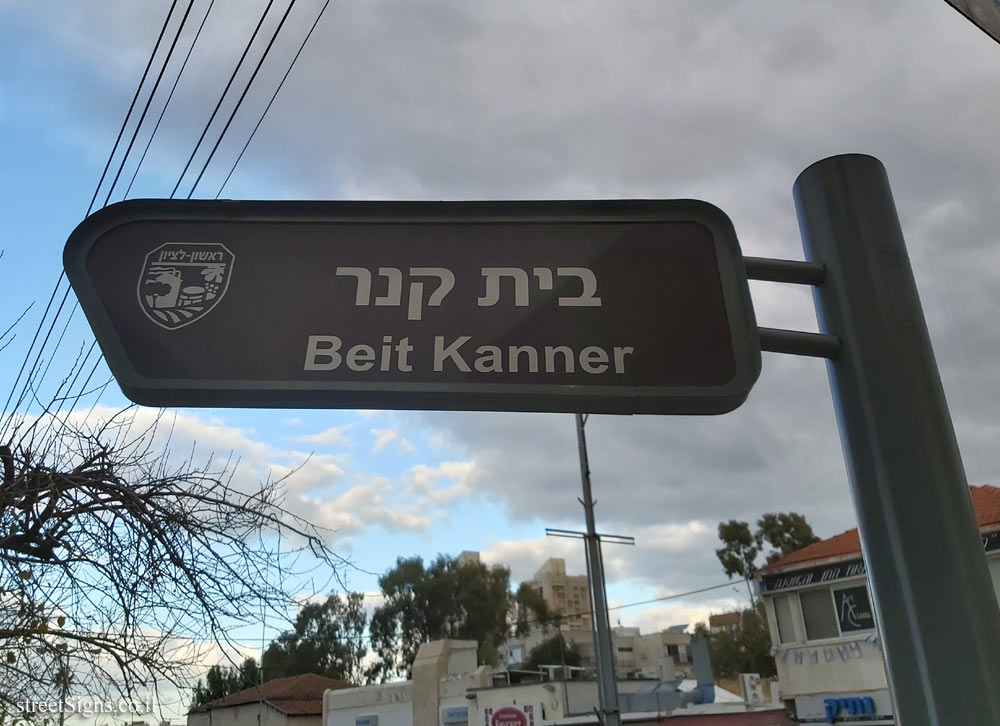 ראשון-לציון
בית קנר
Beit Kanner
streetSigns.co.il